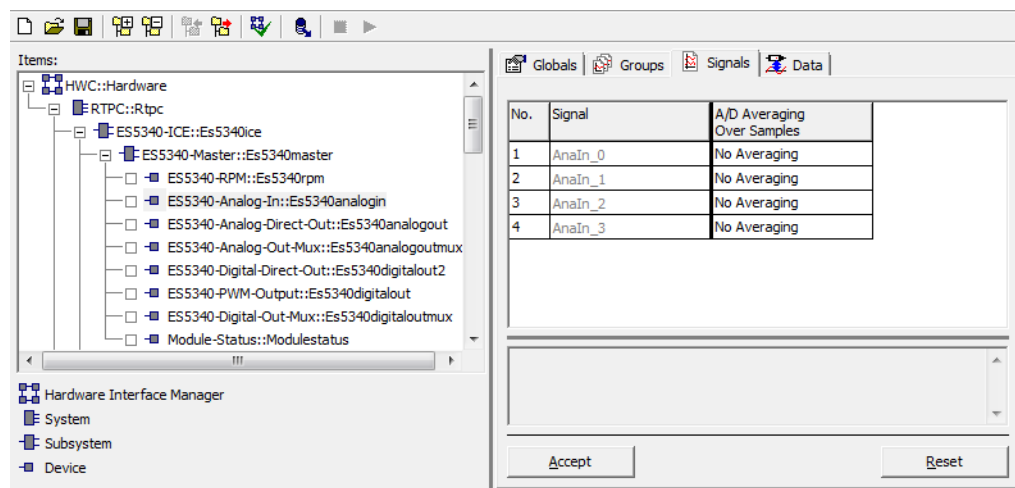 Items:
HWC::Hardware
RTPC::Rtpc
ES5340-ICE::Es5340ice
ES5340-Master::Es5340master
ES5340-RPM::Es5340rpm
ES5340-Analog-In::Es5340analogin
ES5340-Analog-Direct-Out::Es5340analogout
ES5340-Analog-Out-Mux::Es5340analogoutmux
ES5340-Digital-Direct-Out::Es5340digitalout2
ES5340-PWM-Output::Es5340digitalout
ES5340-Digital-Out-Mux::Es5340digitaloutmux
Module-Status::Modulestatus
Hardware Interface Manager
System
Subsystem
Device
Globals Groups Signals Data
No. Signal A/D Averaging
Over Samples
1 AnaIn_0 No Averaging
2 AnaIn_1 No Averaging
3 AnaIn_2 No Averaging
4 AnaIn_3 No Averaging
Accept Reset